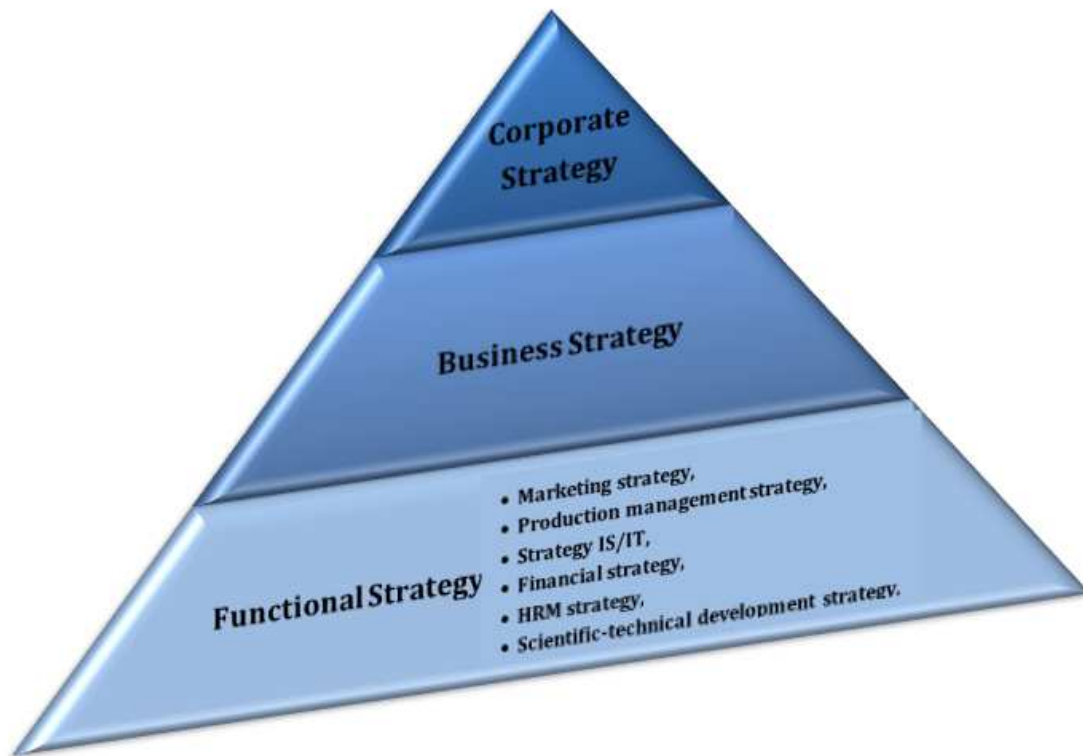 Corporate
Strategy
Business Strategy
Functional Strategy
• Marketing strategy,
• Production management strategy,
• Strategy IS/IT,
• Financial strategy,
• HRM strategy,
• Scientific-technical development strategy.